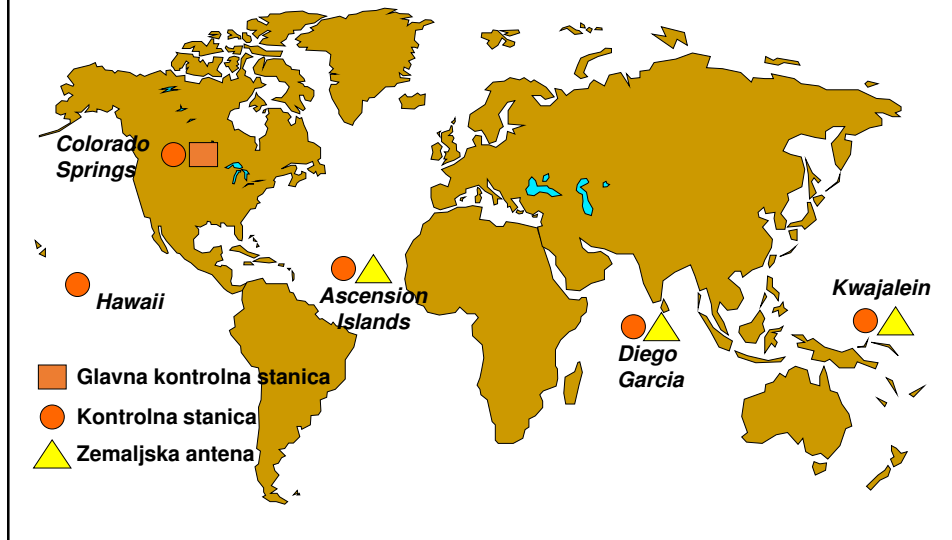 Colorado
Springs
Hawaii
Ascension
Islands
Kwajalein
Diego
Garcia
Glavna kontrolna stanica
Kontrolna stanica
Zemaljska antena